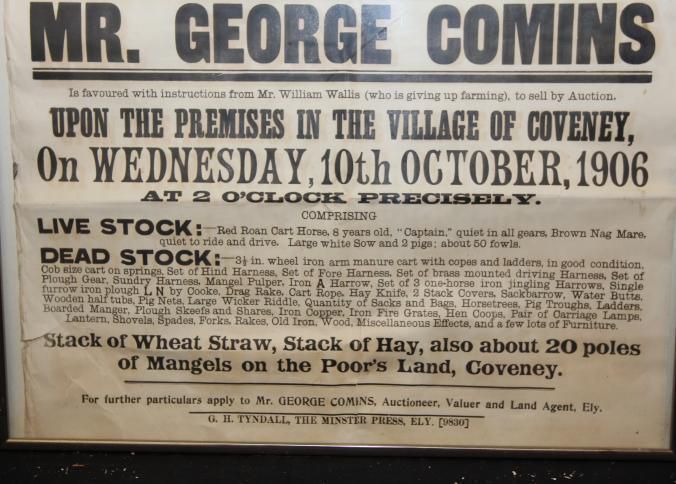 MR. GEORGE COMINS
Is favoured with instructions from Mr. William Wallis (who is giving up farming), to sell by Auction,
UPON THE PREMISES IN THE VILLAGE OF COVENEY,
On WEDNESDAY, 10th OCTOBER, 1906
AT 2 O'CLOCK PRECISELY.
COMPRISING
LIVE STOCK:—Red Roan Cart Horse, 8 years old, "Captain," quiet in all gears, Brown Nag Mare,
quiet to ride and drive. Large white Sow and 2 pigs; about 50 fowls.
DEAD STOCK:—3½ in. wheel iron arm manure cart with copes and ladders, in good condition,
Cob size cart on springs, Set of Hind Harness, Set of Fore Harness, Set of brass mounted driving Harness, Set of
Plough Gear, Sundry Harness, Mangel Pulper, Iron A Harrow, Set of 3 one-horse iron jingling Harrows, Single
furrow iron plough L N by Cooke, Drag Rake, Cart Rope, Hay Knife, 2 Stack Covers, Sackbarrow, Water Butts,
Wooden half tubs, Pig Nets, Large Wicker Riddle, Quantity of Sacks and Bags, Horsetrees, Pig Troughs, Ladders,
Boarded Manger, Plough Skeefs and Shares, Iron Copper, Iron Fire Grates, Hen Coops, Pair of Carriage Lamps,
Lantern, Shovels, Spades, Forks, Rakes, Old Iron, Wood, Miscellaneous Effects, and a few lots of Furniture.
Stack of Wheat Straw, Stack of Hay, also about 20 poles
of Mangels on the Poor's Land, Coveney.
For further particulars apply to Mr. GEORGE COMINS, Auctioneer, Valuer and Land Agent, Ely.
G. H. TYNDALL, THE MINSTER PRESS, ELY. [9830]